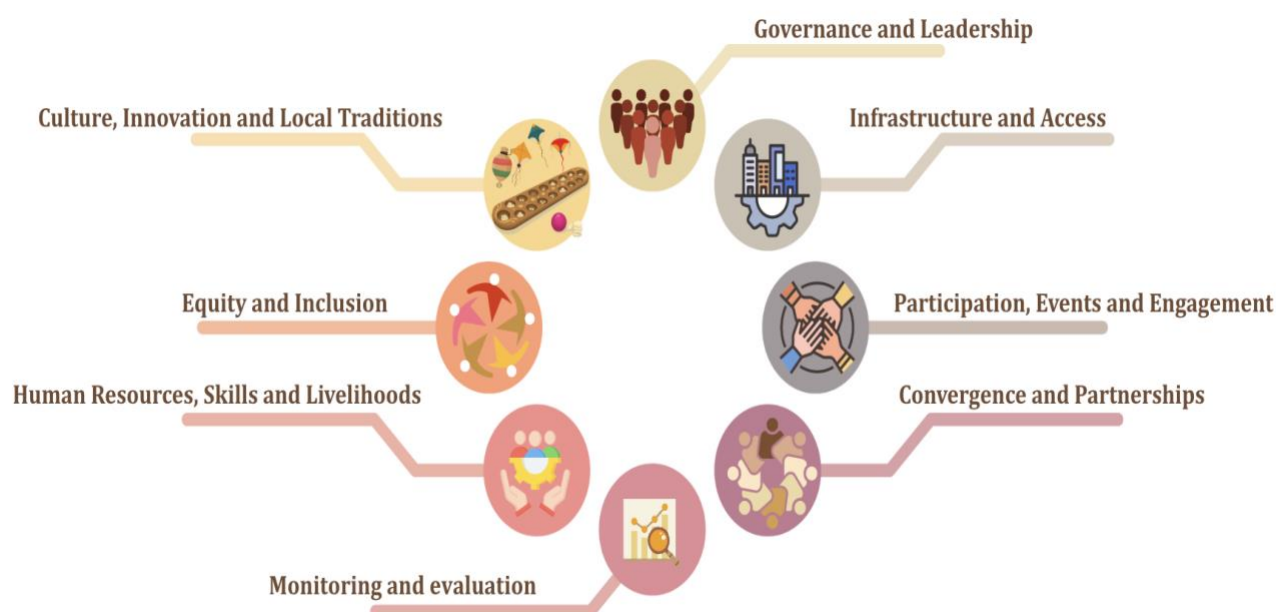 Governance and Leadership
Culture, Innovation and Local Traditions
Infrastructure and Access
Equity and Inclusion
Participation, Events and Engagement
Human Resources, Skills and Livelihoods
Convergence and Partnerships
Monitoring and evaluation